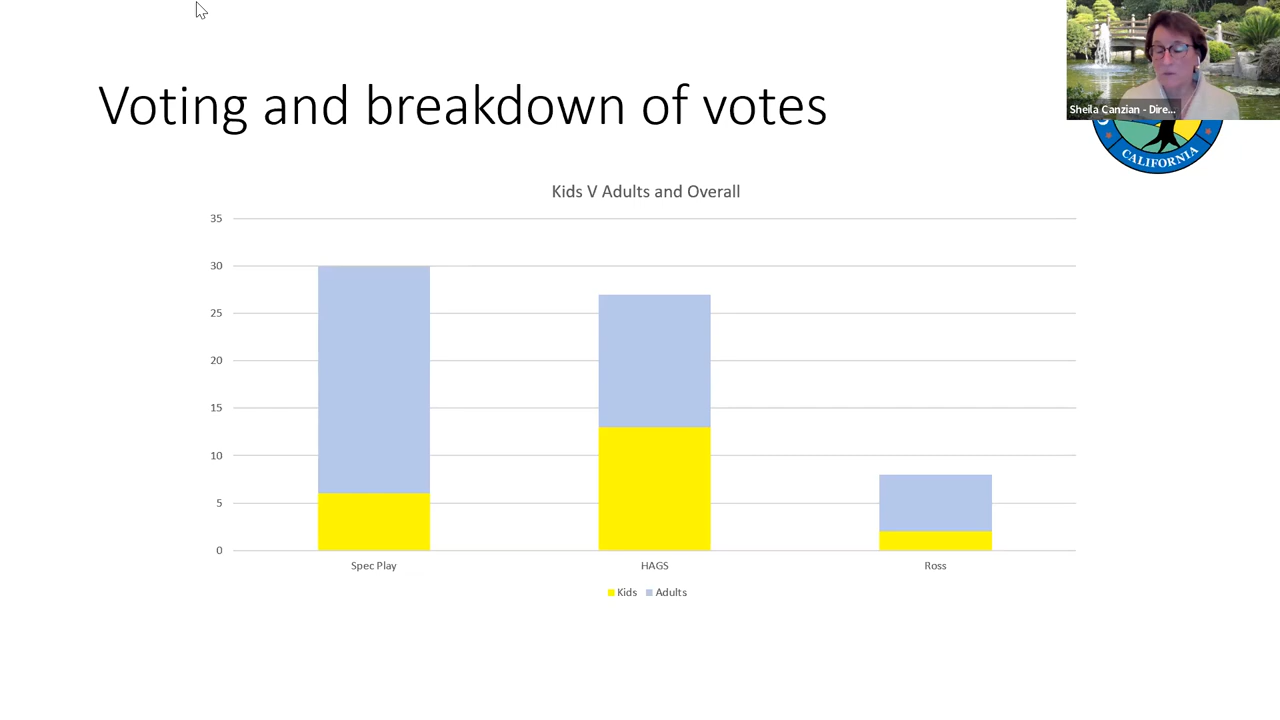 Voting and breakdown of votes
Sheila Canzian - Dire...
CALIFORNIA
Kids V Adults and Overall
35
30
25
20
15
10
5
0
Spec Play HAGS Ross
Kids Adults